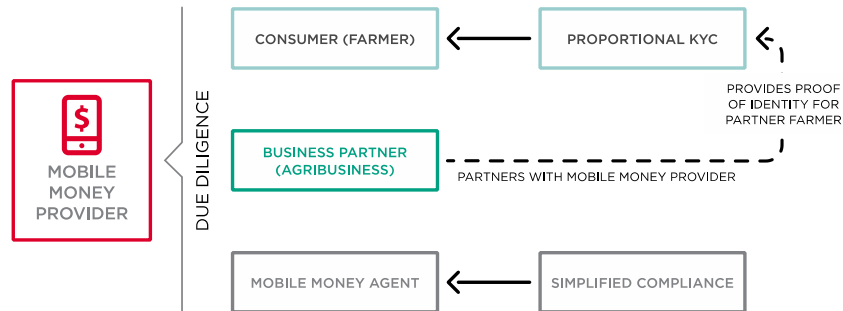 $
MOBILE
MONEY
PROVIDER
DUE DILIGENCE
CONSUMER (FARMER)
PROPORTIONAL KYC
PROVIDES PROOF
OF IDENTITY FOR
PARTNER FARMER
BUSINESS PARTNER
(AGRIBUSINESS)
PARTNERS WITH MOBILE MONEY PROVIDER
MOBILE MONEY AGENT
SIMPLIFIED COMPLIANCE